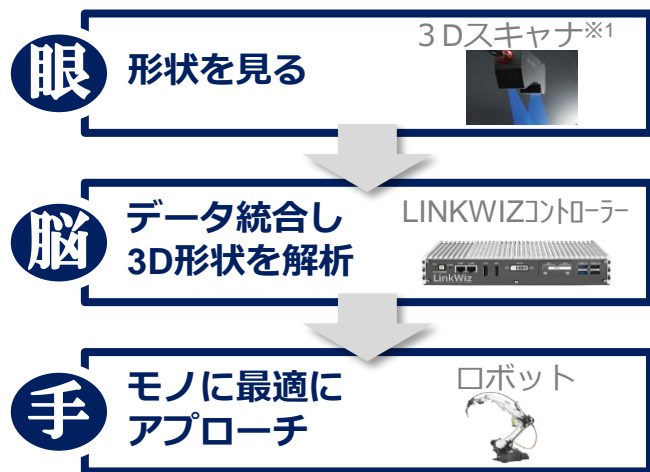 眼
形状を見る
3Dスキャナ※1
脳
データ統合し
3D形状を解析
LINKWIZコントローラー
LinkWiz
手
モノに最適に
アプローチ
ロボット